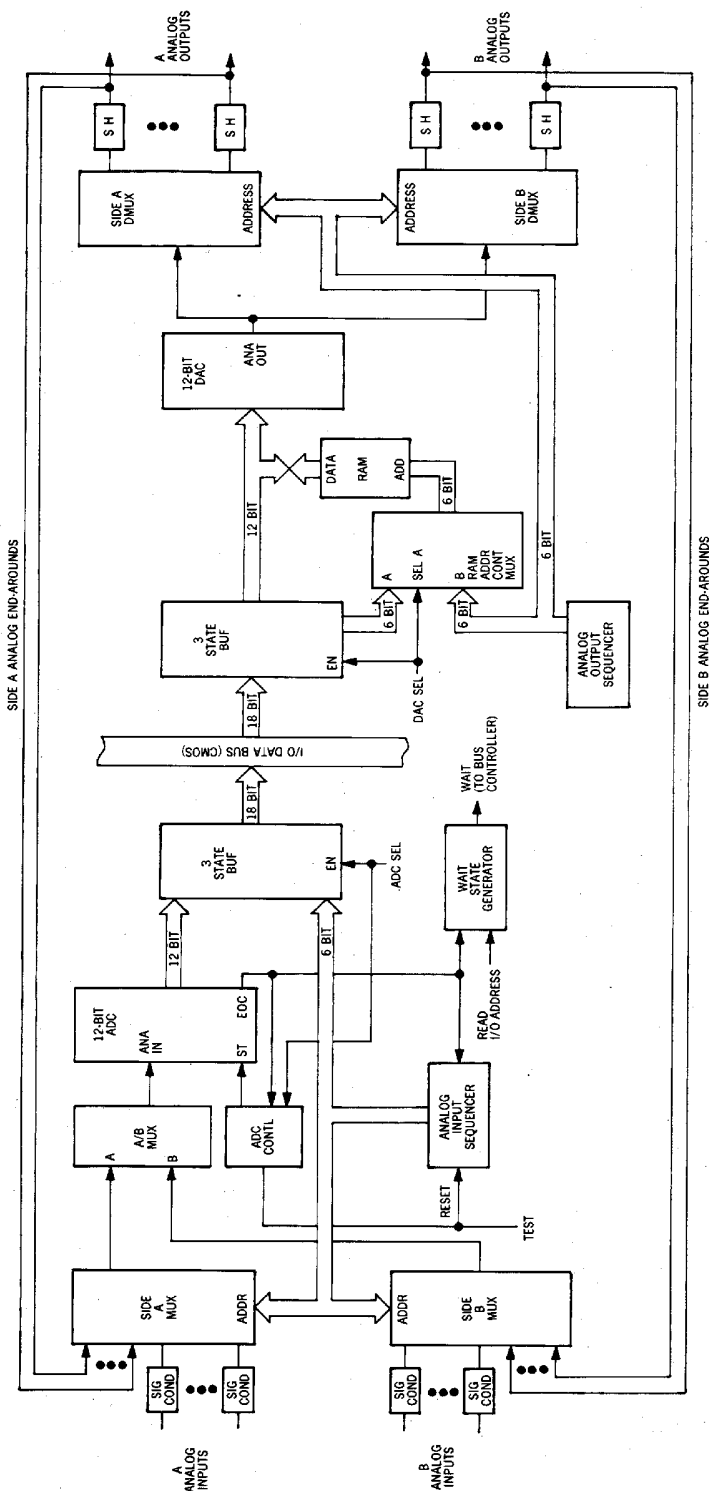 SIDE A ANALOG END-AROUNDS
A
ANALOG
INPUTS
SIG
COND
SIG
COND
SIDE
A
MUX
ADDR
B
ANALOG
INPUTS
SIG
COND
SIG
COND
ADDR
SIDE
B
MUX
A
A/B
MUX
B
ADC
CONTL
RESET
TEST
12-BIT
ADC
ANA
IN
ST
EOC
ANALOG
INPUT
SEQUENCER
12 BIT
6 BIT
3
STATE
BUF
EN
ADC SEL
READ
I/O ADDRESS
WAIT
STATE
GENERATOR
WAIT
(TO BUS
CONTROLLER)
18 BIT
I/O DATA BUS (CMOS)
18 BIT
3
STATE
BUF
EN
DAC SEL
12 BIT
6 BIT
A
SEL A
B
RAM
ADDR
CONT
MUX
6 BIT
6 BIT
DATA
RAM
ADD
ANALOG
OUTPUT
SEQUENCER
6 BIT
12-BIT
DAC
ANA
OUT
SIDE A
DMUX
ADDRESS
S H
S H
A
ANALOG
OUTPUTS
ADDRESS
SIDE B
DMUX
S H
S H
B
ANALOG
OUTPUTS
SIDE B ANALOG END-AROUNDS